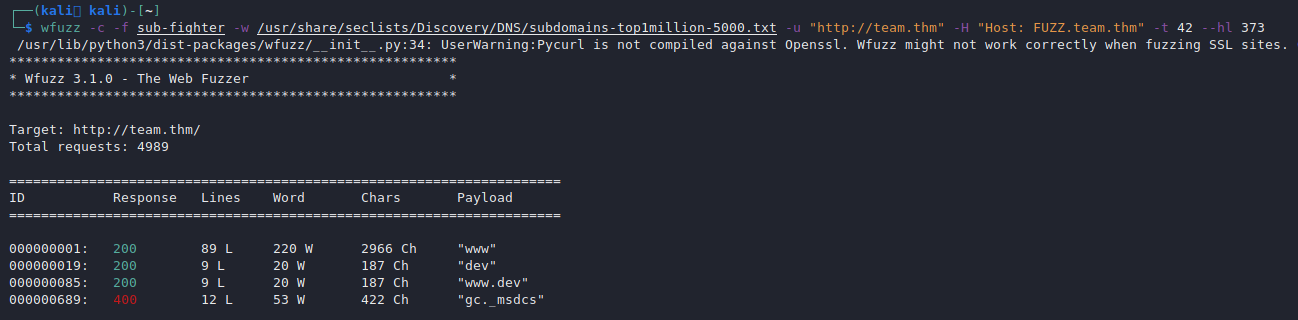 ┌──(kali㉿kali)-[~]
└─$ wfuzz -c -f sub-fighter -w /usr/share/seclists/Discovery/DNS/subdomains-top1million-5000.txt -u "http://team.thm" -H "Host: FUZZ.team.thm" -t 42 --hl 373
/usr/lib/python3/dist-packages/wfuzz/__init__.py:34: UserWarning:Pycurl is not compiled against Openssl. Wfuzz might not work correctly when fuzzing SSL sites.
********************************************************
* Wfuzz 3.1.0 - The Web Fuzzer                         *
********************************************************
Target: http://team.thm/
Total requests: 4989
=====================================================================
ID           Response   Lines    Word       Chars       Payload
=====================================================================
000000001:   200        89 L     220 W      2966 Ch     "www"
000000019:   200        9 L      20 W       187 Ch      "dev"
000000085:   200        9 L      20 W       187 Ch      "www.dev"
000000689:   400        12 L     53 W       422 Ch      "gc._msdcs"